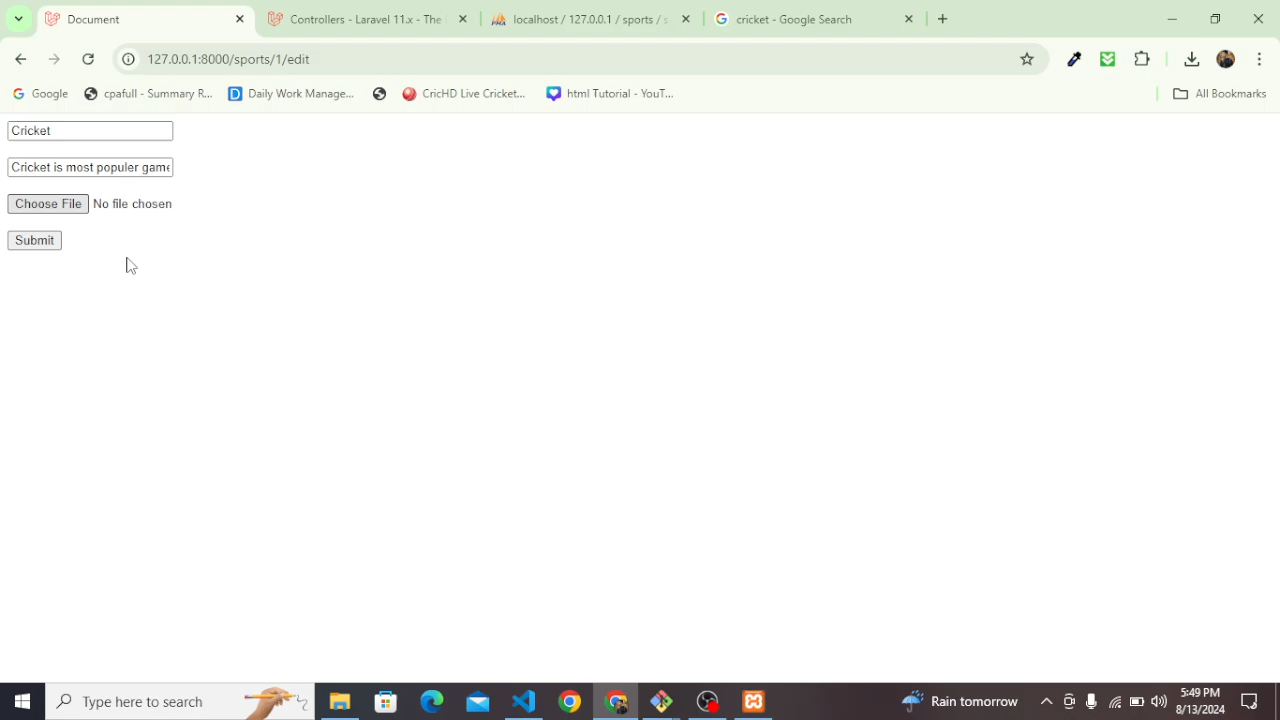 Document
Controllers - Laravel 11.x - The
localhost / 127.0.0.1 / sports / s
cricket - Google Search
127.0.0.1:8000/sports/1/edit
Google
cpafull - Summary R...
Daily Work Manage...
CricHD Live Cricket...
html Tutorial - YouT...
All Bookmarks
Cricket
Cricket is most populer game
Choose File No file chosen
Submit
Type here to search
Rain tomorrow
5:49 PM
8/13/2024